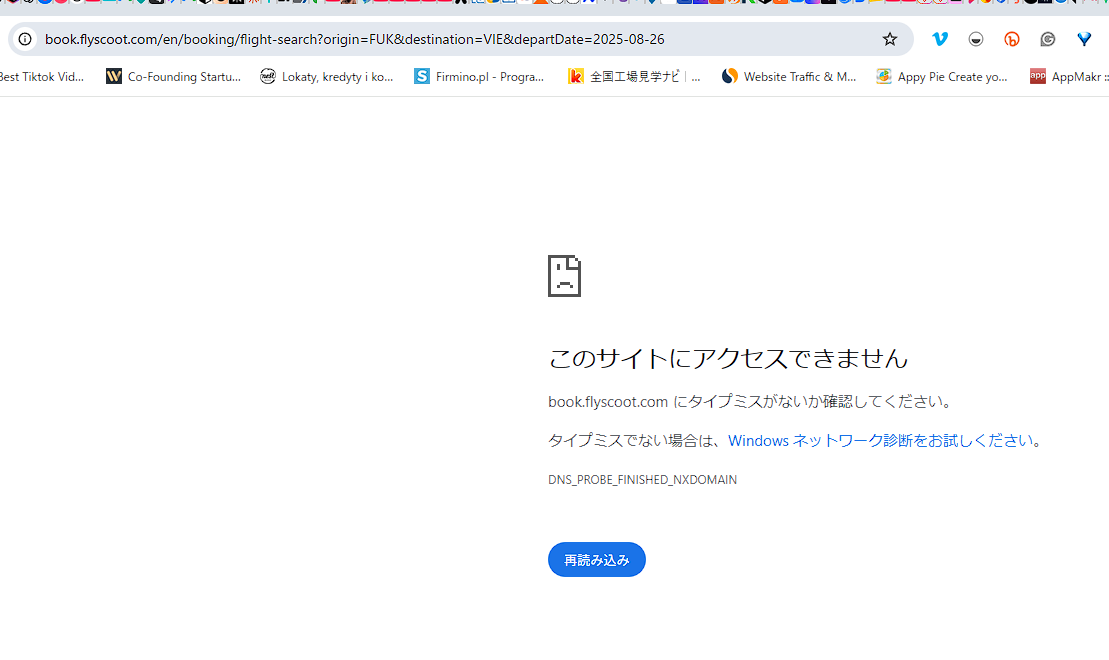 book.flyscoot.com/en/booking/flight-search?origin=FUK&destination=VIE&departDate=2025-08-26
Best Tiktok Vid... Co-Founding Startu... Lokaty, kredyty i ko... S Firmino.pl - Progra... k 全国工場見学ナビ | ... Website Traffic & M... Appy Pie Create yo... app AppMakr ::
このサイトにアクセスできません
book.flyscoot.com にタイプミスがないか確認してください。
タイプミスでない場合は、Windows ネットワーク診断をお試しください。
DNS_PROBE_FINISHED_NXDOMAIN
再読み込み